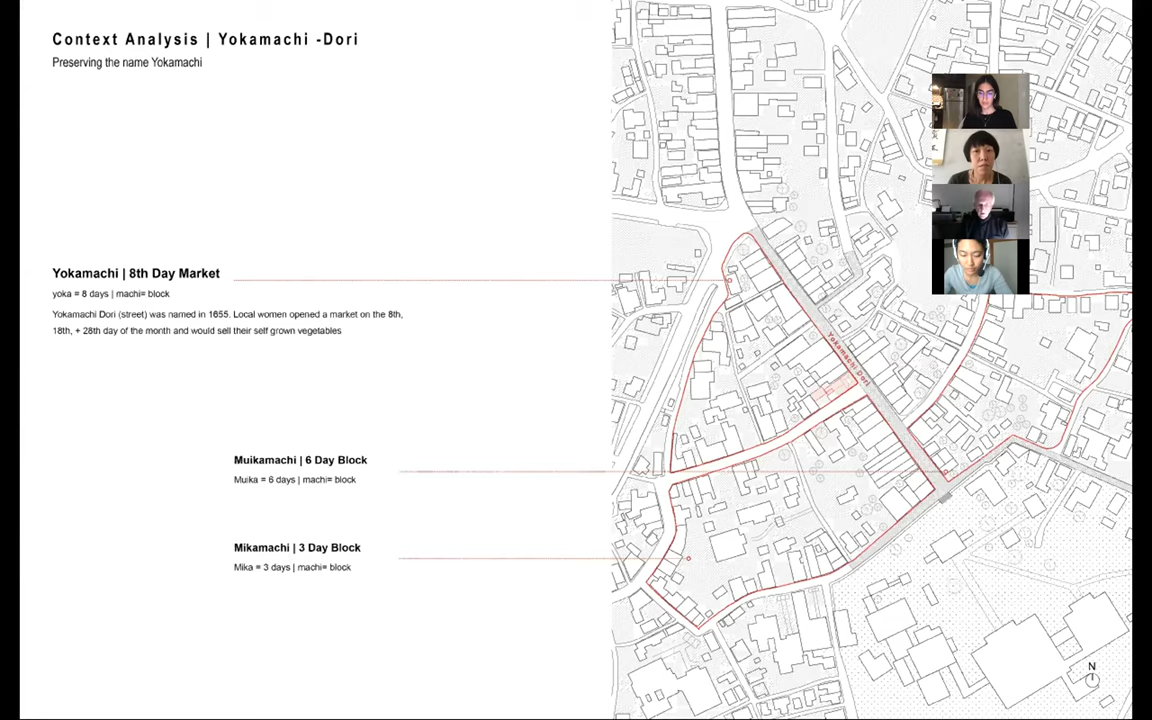 Context Analysis | Yokamachi -Dori
Preserving the name Yokamachi
Yokamachi | 8th Day Market
yoka = 8 days | machi= block
Yokamachi Dori (street) was named in 1655. Local women opened a market on the 8th,
18th, + 28th day of the month and would sell their self grown vegetables
Muikamachi | 6 Day Block
Muika = 6 days | machi= block
Mikamachi | 3 Day Block
Mika = 3 days | machi= block
Yokamachi Dori
N